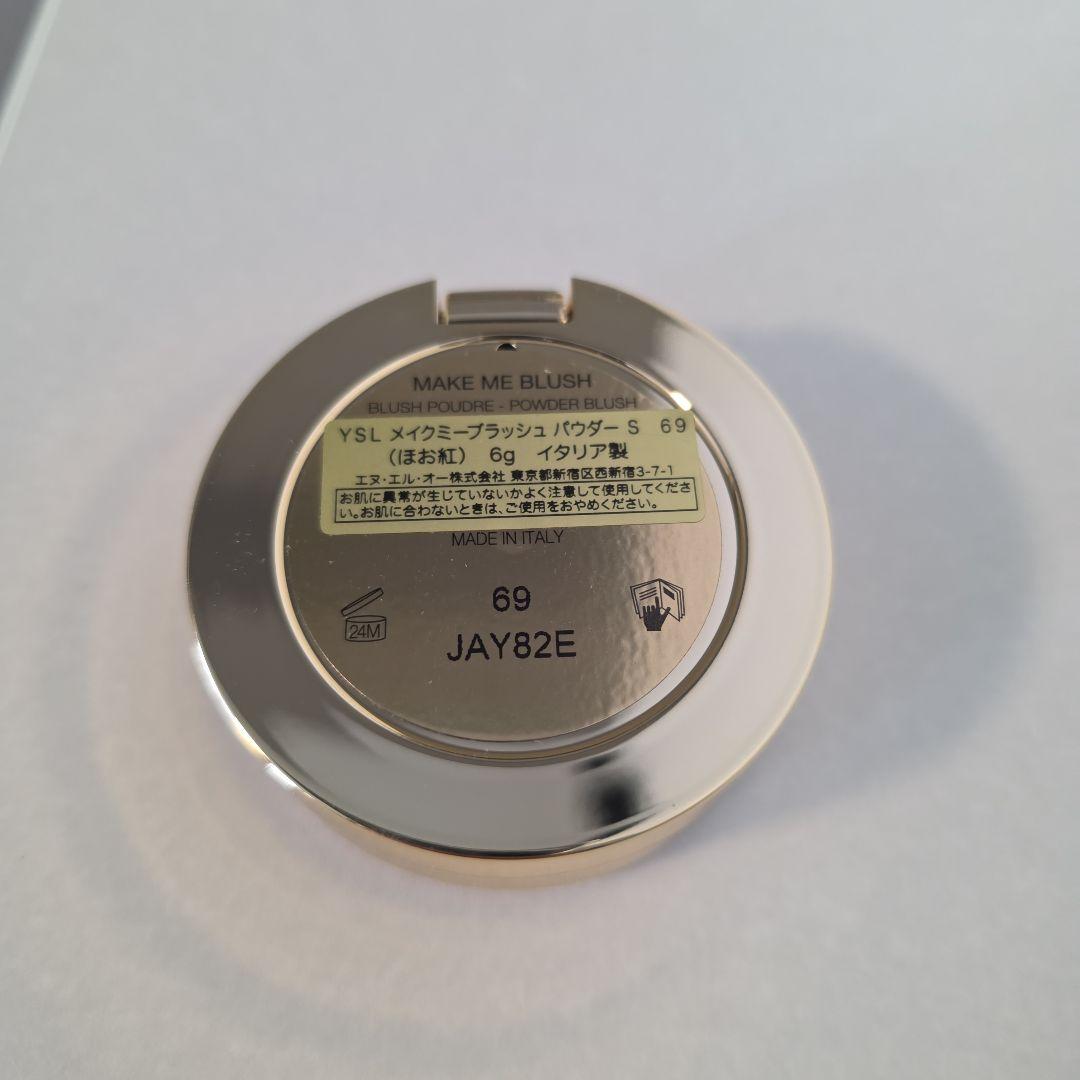 MAKE ME BLUSH
BLUSH POUDRE - POWDER BLUSH
YSL メイクミーブラッシュ パウダー S 69
（ほお紅） 6g イタリア製
エヌ・エル・オー株式会社 東京都新宿区西新宿3-7-1
お肌に異常が生じていないかよく注意して使用してくださ
い。お肌に合わないときは、ご使用をおやめください。
MADE IN ITALY
69
24M
JAY82E